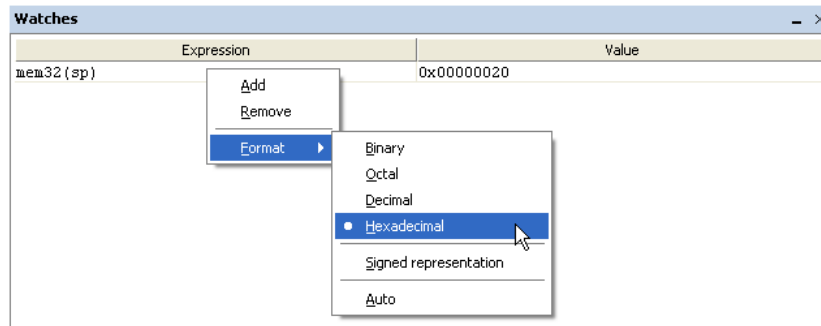 Watches
Expression Value
mem32(sp) 0x00000020
Add
Remove
Format
Binary
Octal
Decimal
Hexadecimal
Signed representation
Auto